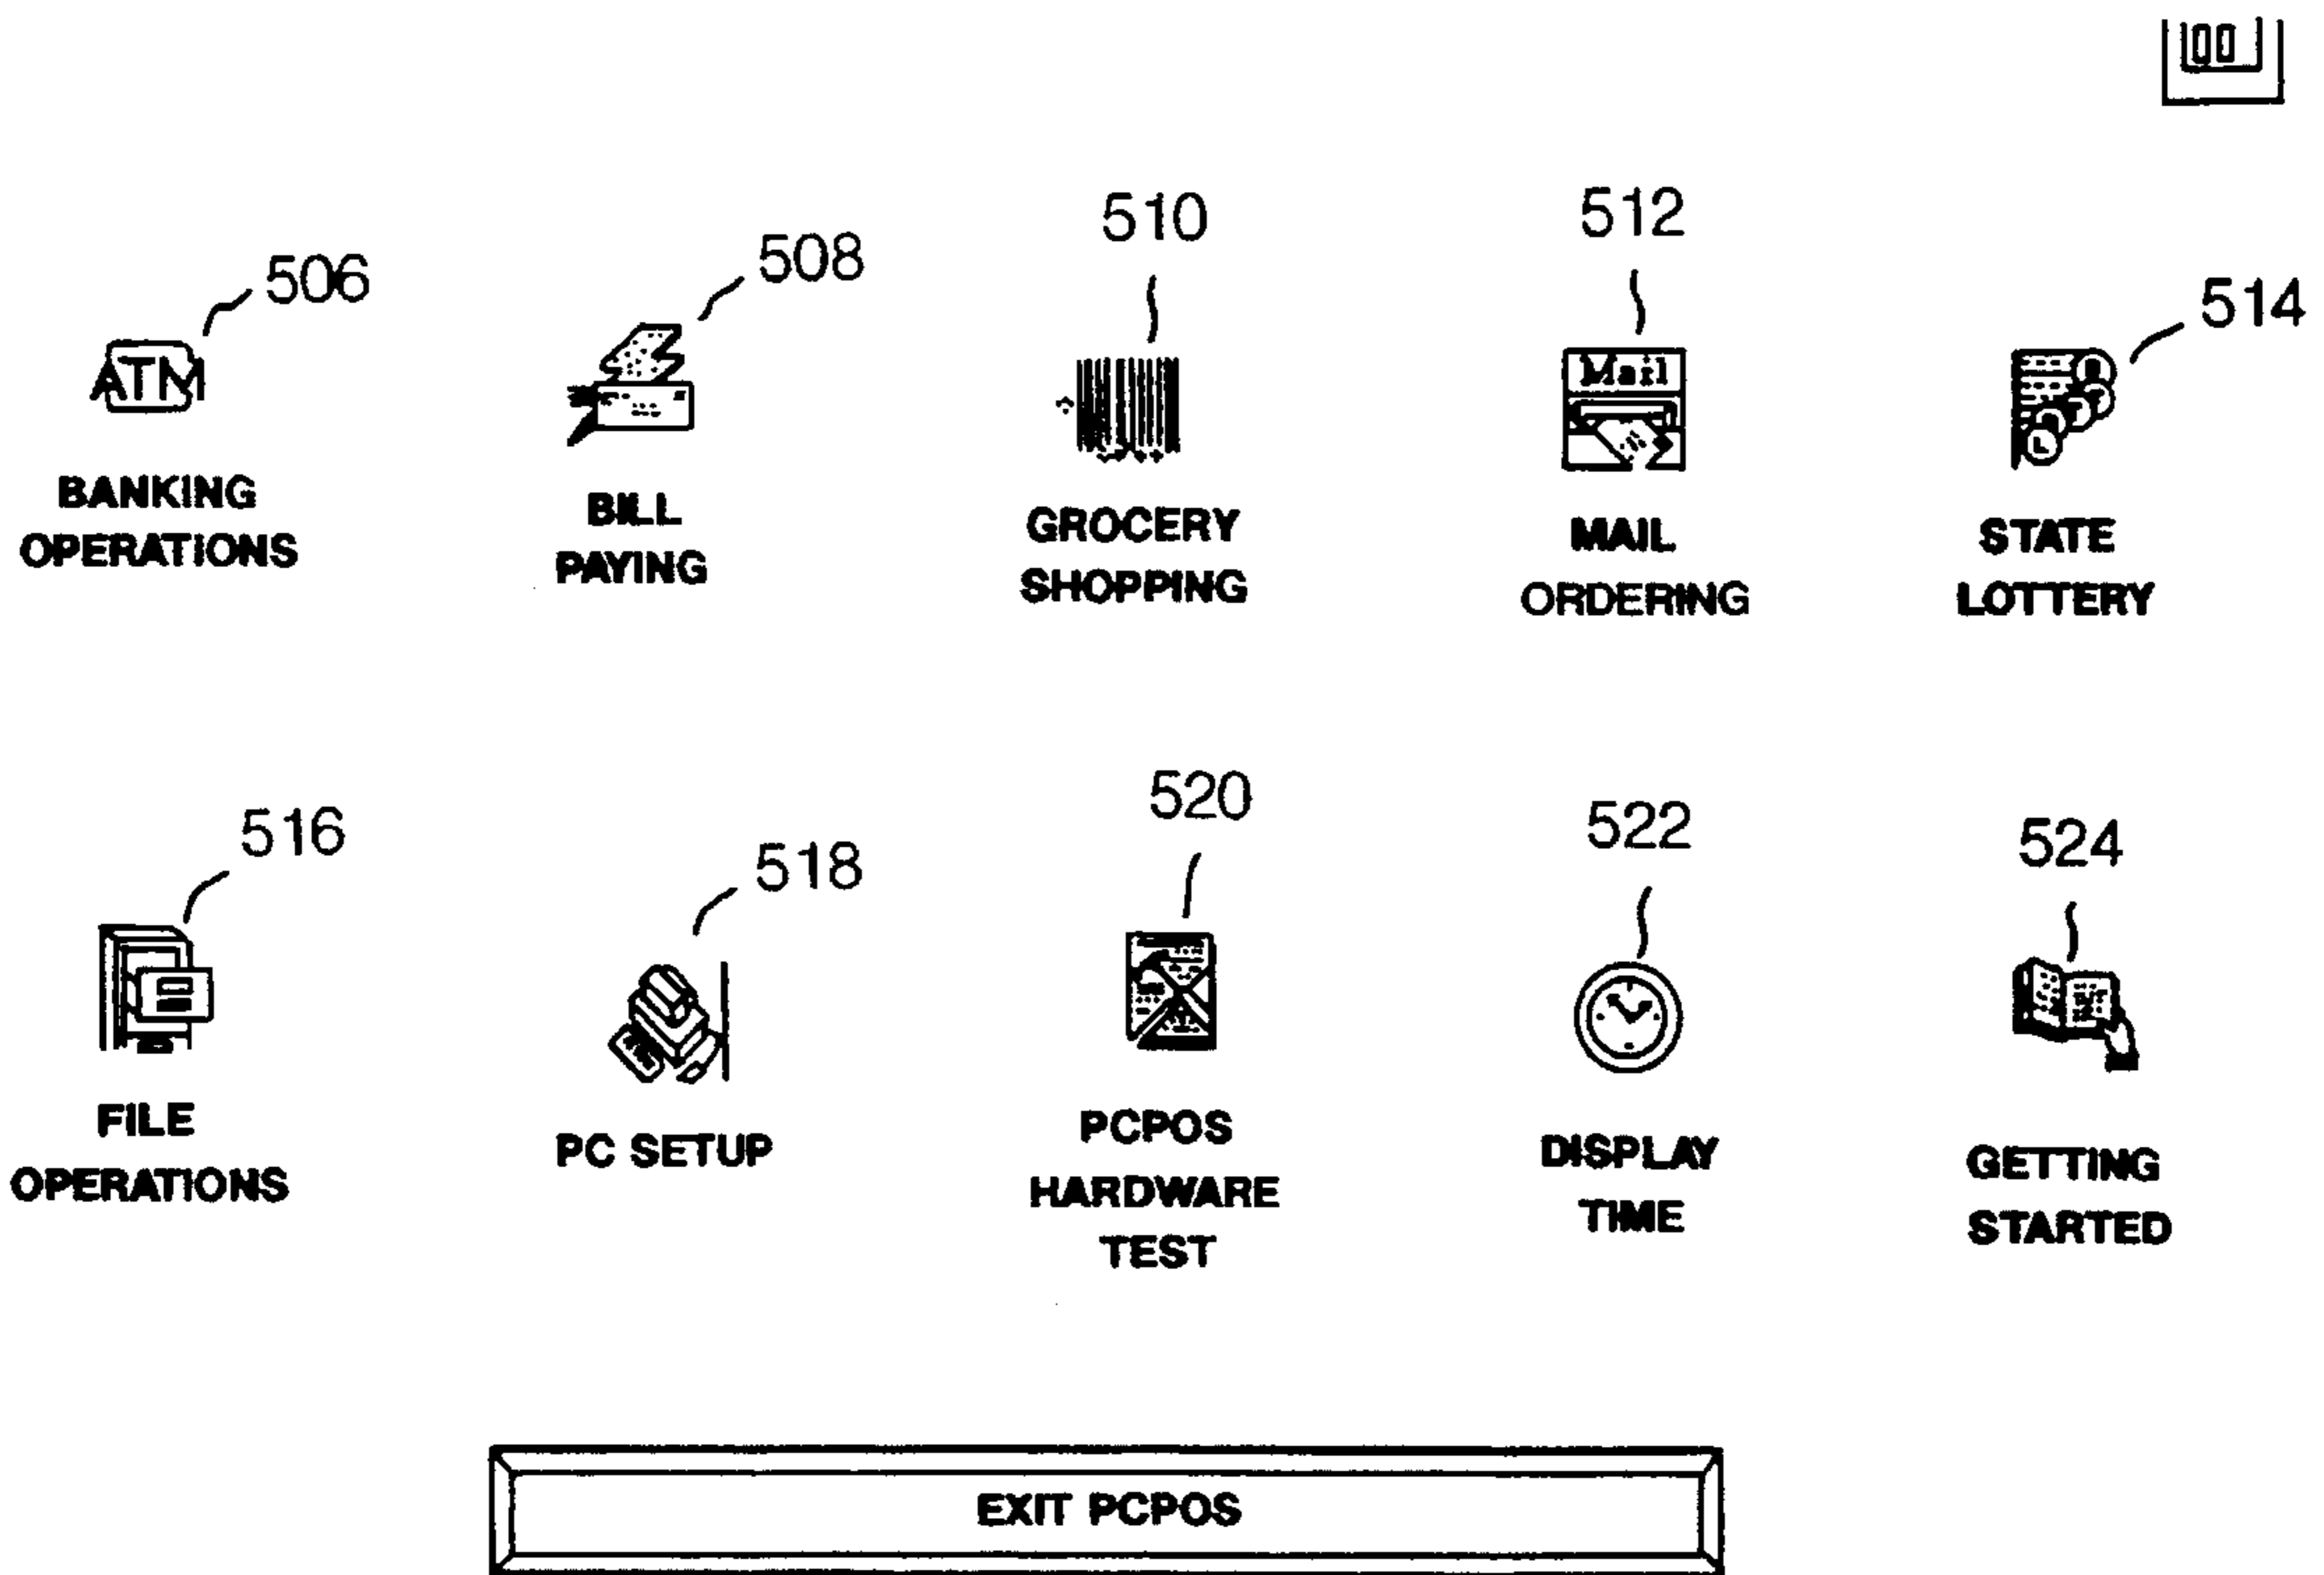 510
512
506
508
514
ATM
Mail
L
BANKING
OPERATIONS
BILL
PAYING
GROCERY
SHOPPING
MAIL
ORDERING
STATE
LOTTERY
516
518
520
522
524
FILE
OPERATIONS
PC SETUP
PCPOS
HARDWARE
TEST
DISPLAY
TIME
GETTING
STARTED
EXIT PCPOS